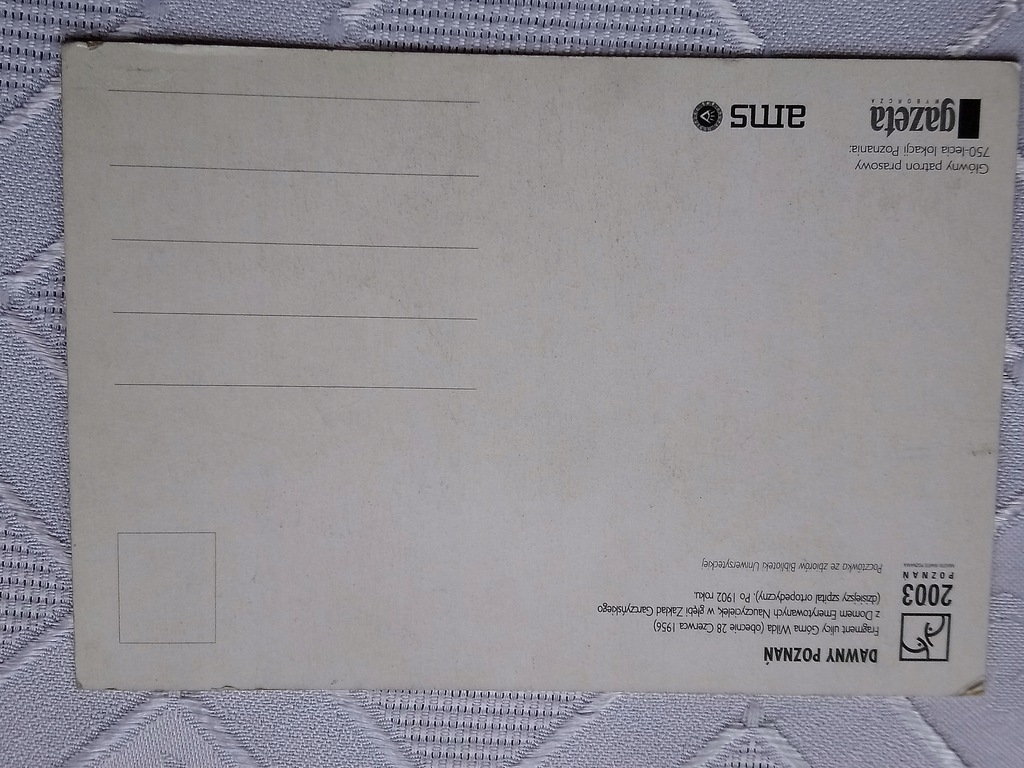 DAWNY POZNAŃ
Fragment ulicy Górna Wilda (obecnie 28 Czerwca 1956)
z Domem Emerytowanych Nauczycielek, w głębi Zakład Garczyńskiego
(dzisiejszy szpital ortopedyczny), Po 1902 roku.
Pocztówka ze zbiorów Biblioteki Uniwersyteckiej
2003
POZNAŃ
Główny patron prasowy
750-lecia lokacji Poznania:
gazeta
WYBORCZA
ams